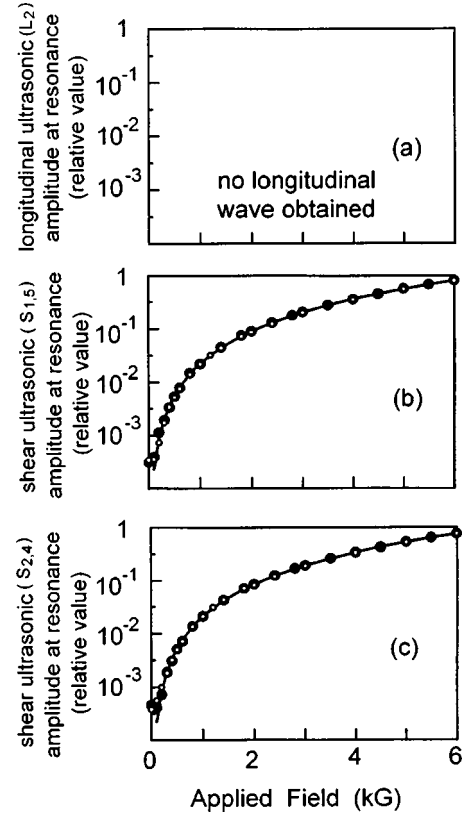 longitudinal ultrasonic (L2)
amplitude at resonance
(relative value)
1
10-1
10-2
10-3
(a)
no longitudinal
wave obtained
shear ultrasonic (S1,5)
amplitude at resonance
(relative value)
1
10-1
10-2
10-3
(b)
shear ultrasonic (S2,4)
amplitude at resonance
(relative value)
1
10-1
10-2
10-3
(c)
0 2 4 6
Applied Field (kG)